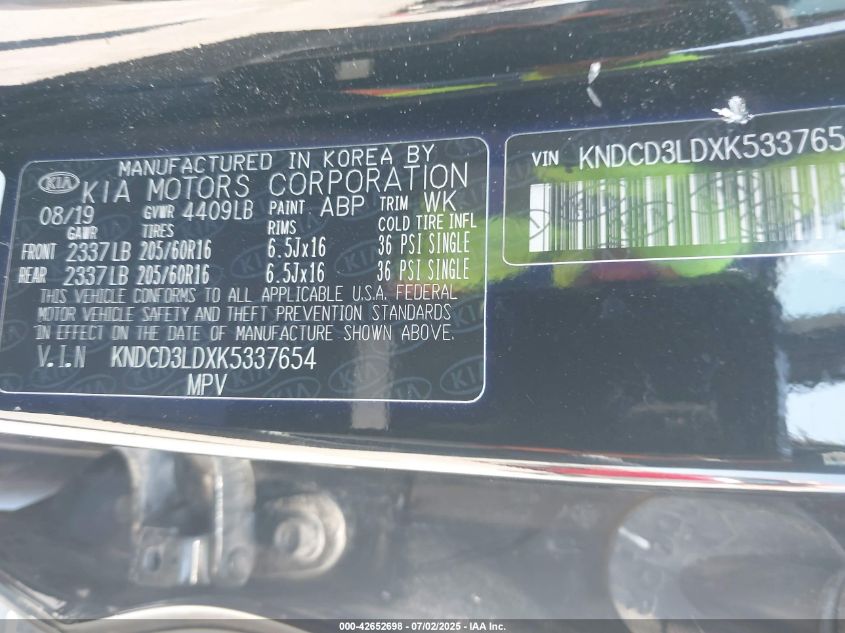 MANUFACTURED IN KOREA BY
KIA KIA MOTORS CORPORATION
08/19 GVWR 4409LB PAINT ABP TRIM WK
GAWR TIRES RIMS COLD TIRE INFL
FRONT 2337LB 205/60R16 6.5Jx16 36 PSI SINGLE
REAR 2337LB 205/60R16 6.5Jx16 36 PSI SINGLE
THIS VEHICLE CONFORMS TO ALL APPLICABLE U.S.A. FEDERAL
MOTOR VEHICLE SAFETY AND THEFT PREVENTION STANDARDS
IN EFFECT ON THE DATE OF MANUFACTURE SHOWN ABOVE.
V.I.N KNDCD3LDXK5337654
MPV
VIN KNDCD3LDXK533765
000-42652698 - 07/02/2025 - IAA Inc.